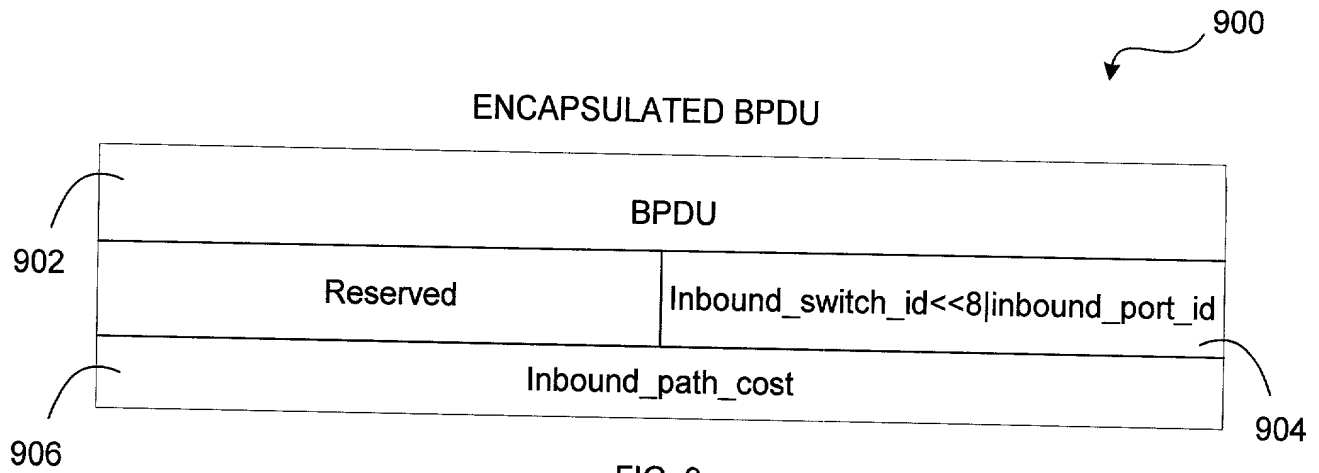 900
ENCAPSULATED BPDU
BPDU
902
Reserved
Inbound_switch_id<<8|inbound_port_id
Inbound_path_cost
906
904